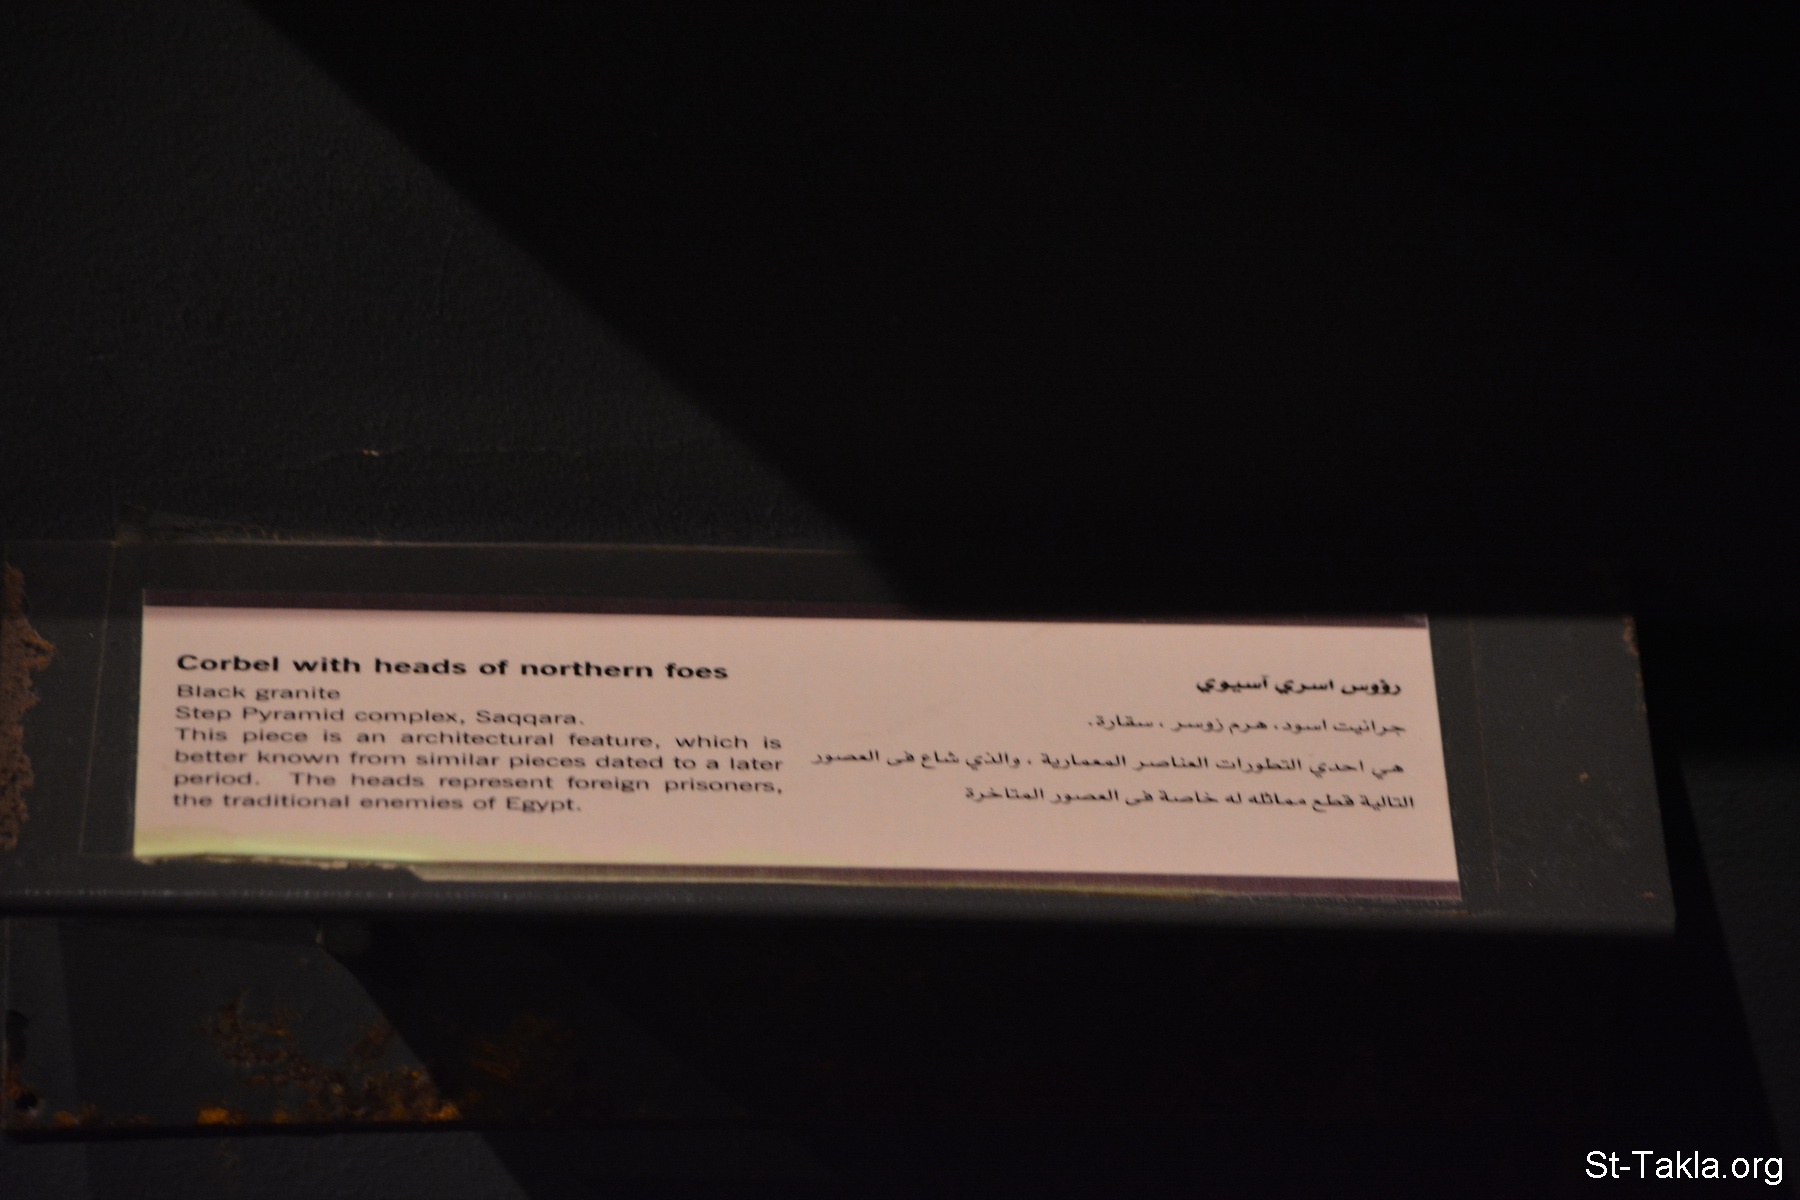 Corbel with heads of northern foes
Black granite
Step Pyramid complex, Saqqara.
This piece is an architectural feature, which is
better known from similar pieces dated to a later
period. The heads represent foreign prisoners,
the traditional enemies of Egypt.
رؤوس اسري آسيوي
جرانيت اسود، هرم زوسر ، سقارة.
هي احدي التطورات العناصر المعمارية ، والذي شاع فى العصور
التالية قطع مماثله له خاصة فى العصور المتاخرة
St-Takla.org